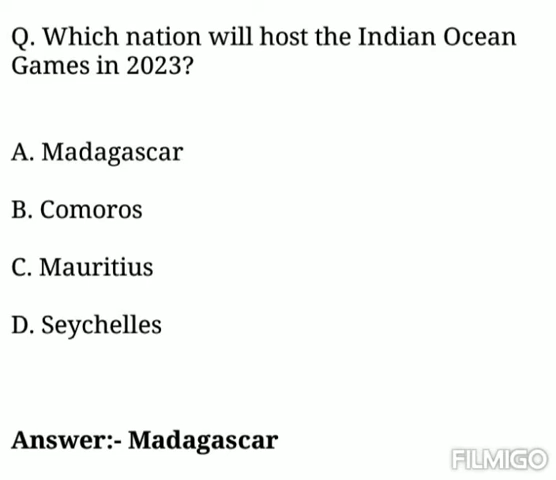 Q. Which nation will host the Indian Ocean
Games in 2023?
A. Madagascar
B. Comoros
C. Mauritius
D. Seychelles
Answer:- Madagascar
FILMIGO